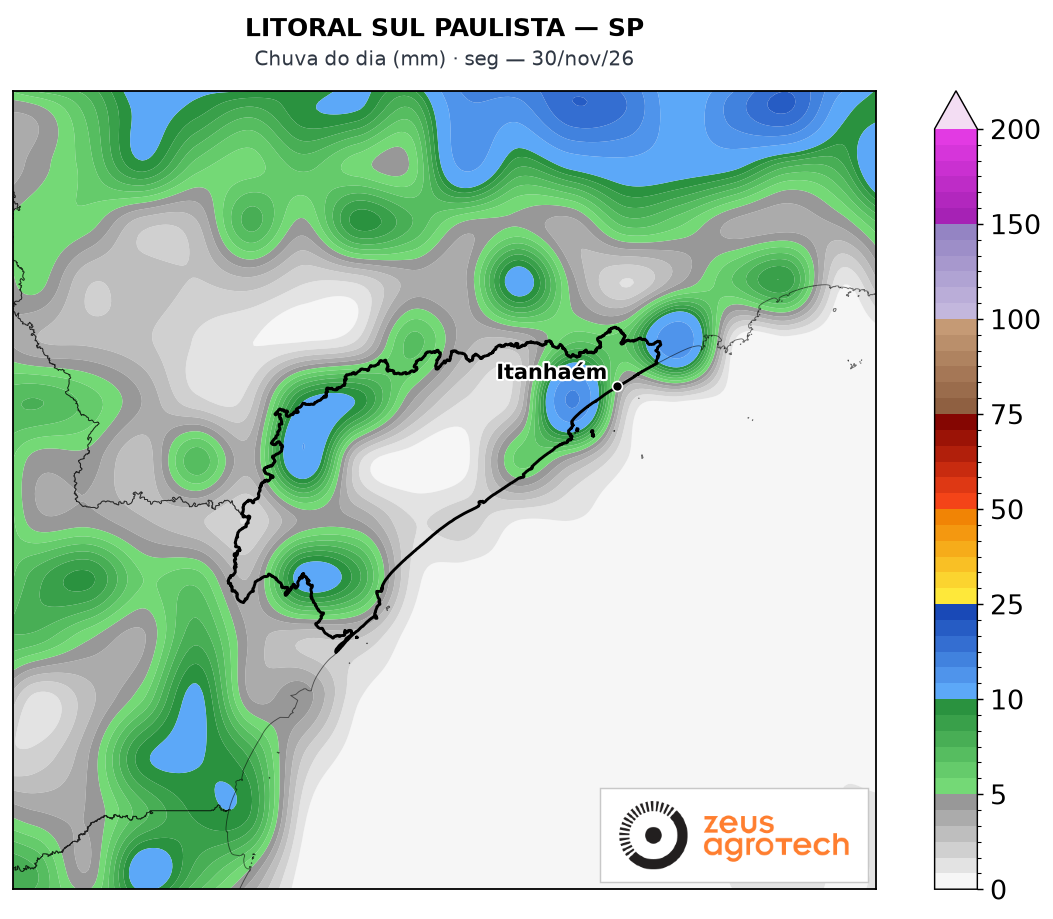 LITORAL SUL PAULISTA — SP
Chuva do dia (mm) · seg — 30/nov/26
200
150
100
75
50
25
10
5
0
Itanhaém
zeus
agrotech